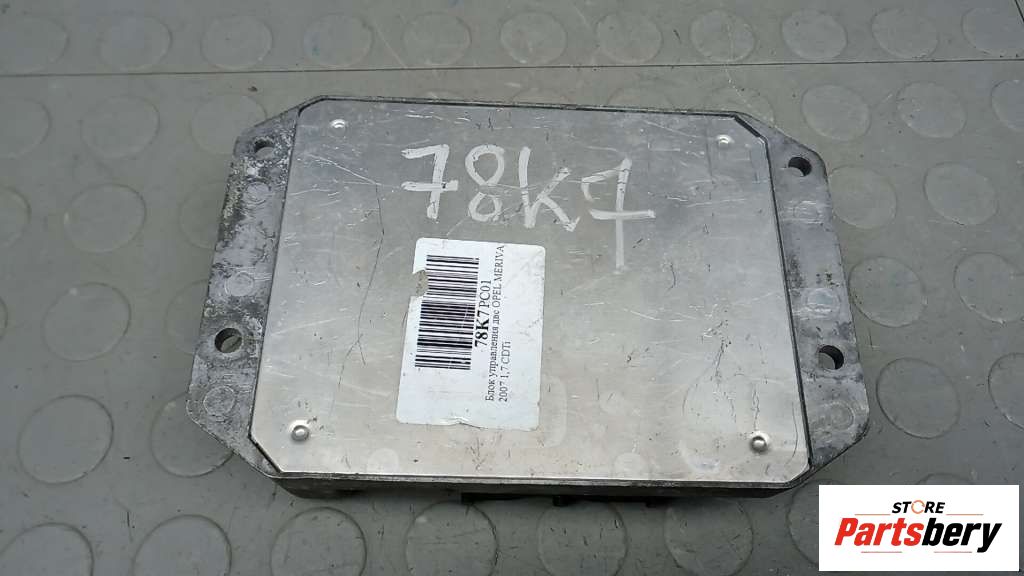 78K7
78K7PC01
Блок управления двс OPEL MERIVA
2007 1,7 CDTi
STORE
Partsbery